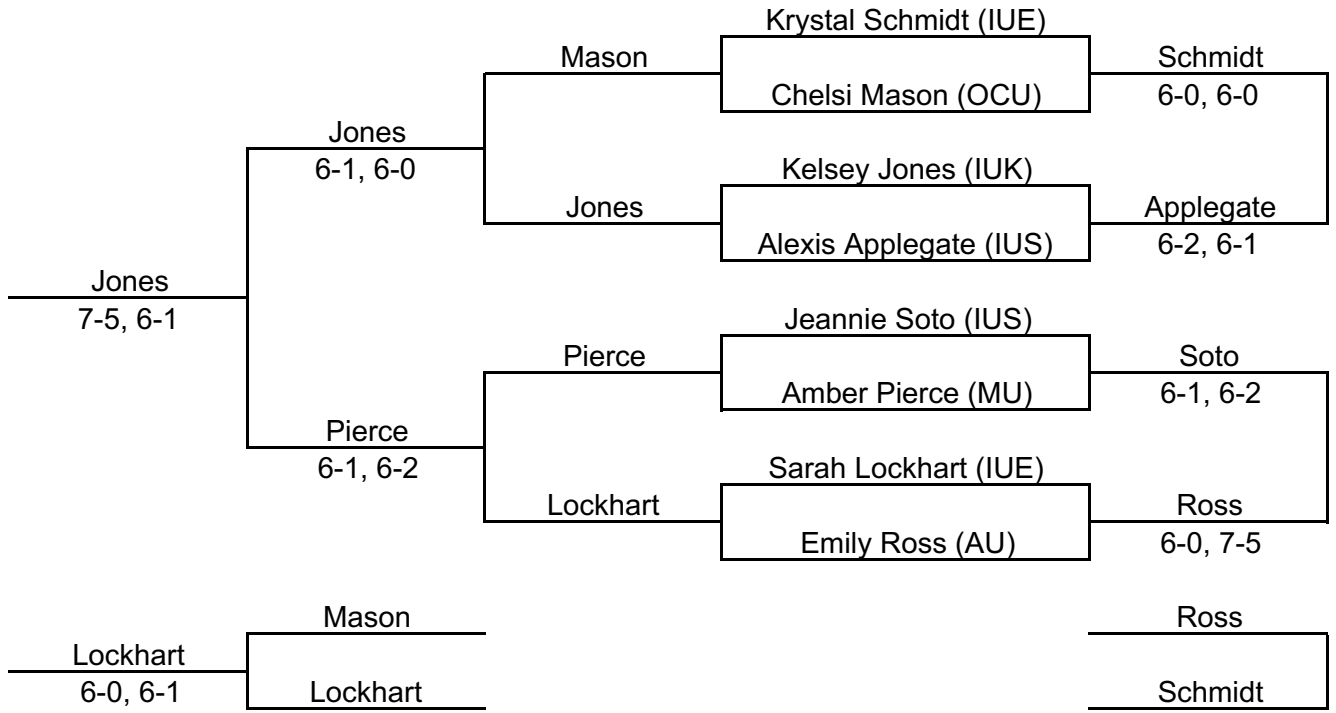 Krystal Schmidt (IUE)
Mason
Schmidt
Chelsi Mason (OCU)
6-0, 6-0
Jones
6-1, 6-0
Kelsey Jones (IUK)
Jones
Applegate
Alexis Applegate (IUS)
6-2, 6-1
Jones
7-5, 6-1
Jeannie Soto (IUS)
Pierce
Soto
Amber Pierce (MU)
6-1, 6-2
Pierce
6-1, 6-2
Sarah Lockhart (IUE)
Lockhart
Ross
Emily Ross (AU)
6-0, 7-5
Mason
Ross
Lockhart
6-0, 6-1
Lockhart
Schmidt